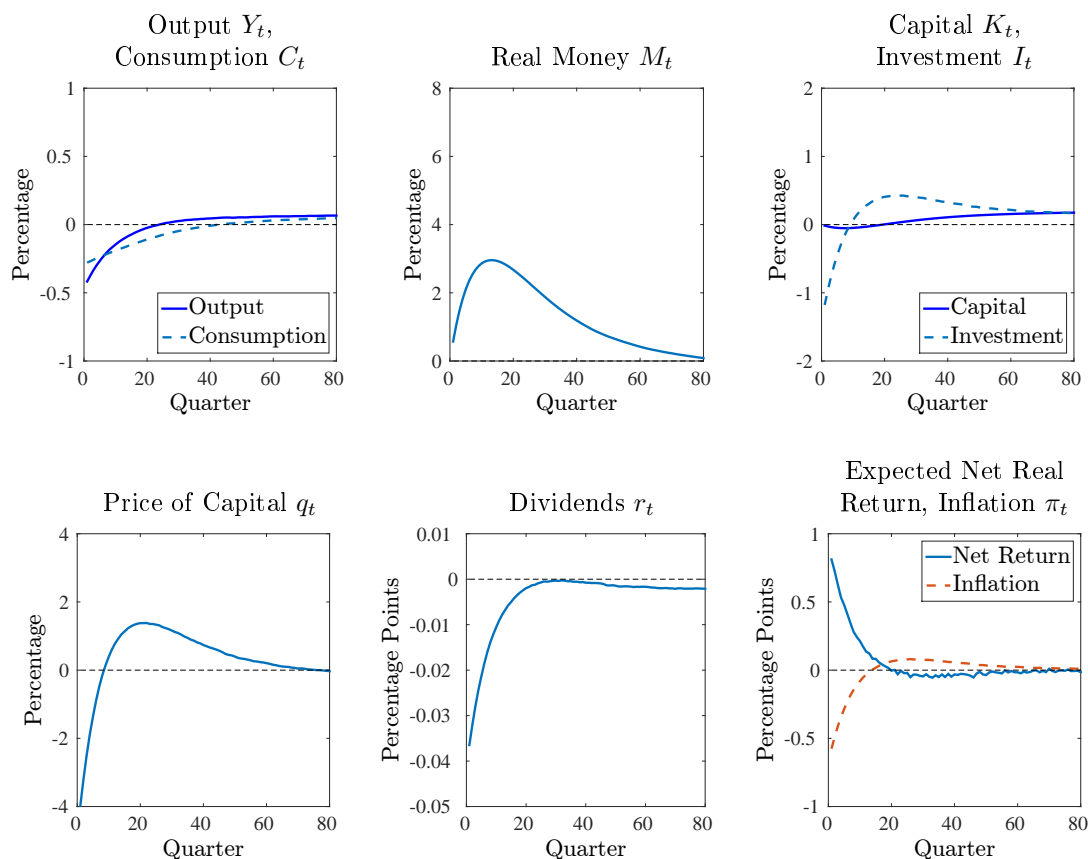 Output Y_t,
Consumption C_t
Percentage
1
0.5
0
-0.5
-1
Output
Consumption
0 20 40 60 80
Quarter
Real Money M_t
Percentage
8
6
4
2
0
0 20 40 60 80
Quarter
Capital K_t,
Investment I_t
Percentage
2
1
0
-1
-2
Capital
Investment
0 20 40 60 80
Quarter
Price of Capital q_t
Percentage
4
2
0
-2
-4
0 20 40 60 80
Quarter
Dividends r_t
Percentage Points
0.01
0
-0.01
-0.02
-0.03
-0.04
-0.05
0 20 40 60 80
Quarter
Expected Net Real
Return, Inflation π_t
Percentage Points
1
0.5
0
-0.5
-1
Net Return
Inflation
0 20 40 60 80
Quarter